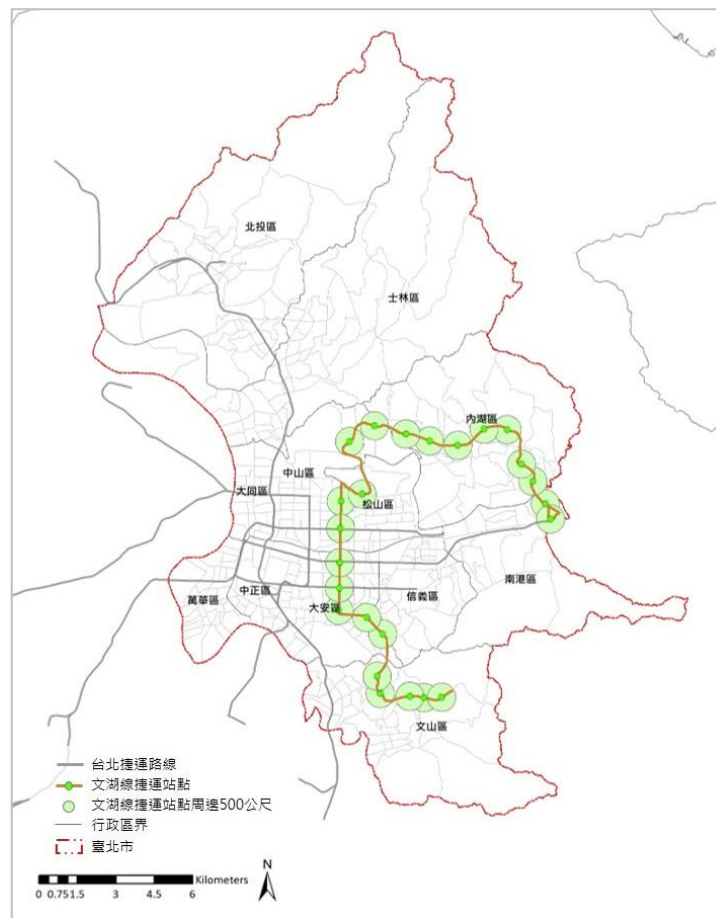 北投區
士林區
內湖區
中山區
大同區
松山區
南港區
信義區
中正區
萬華區
大安區
文山區
台北捷運路線
文湖線捷運站點
文湖線捷運站點周邊500公尺
行政區界
臺北市
N
Kilometers
0 0.75 1.5 3 4.5 6